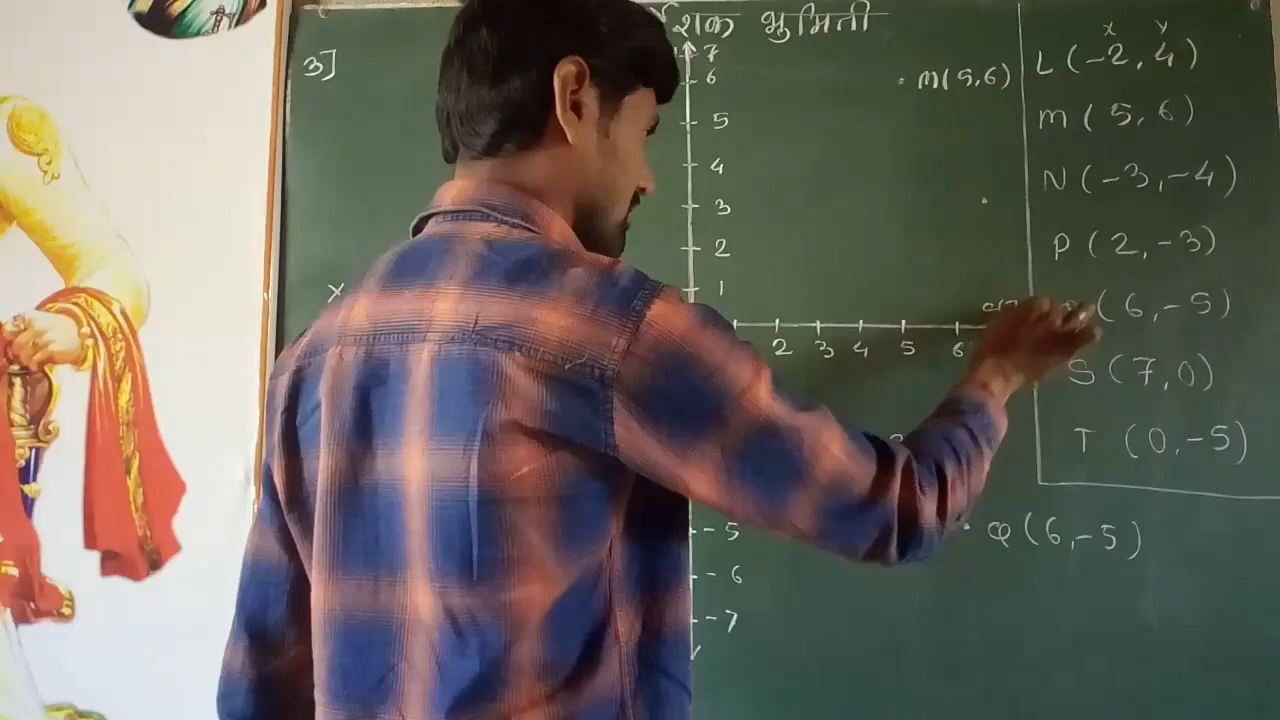 भुमिती
3]
7
6
5
4
3
2
1
X
2 3 4 5 6
-5
-6
-7
M(5,6)
Q(6,-5)
x y
L(-2,4)
M(5,6)
N(-3,-4)
P(2,-3)
(6,-5)
S(7,0)
T(0,-5)